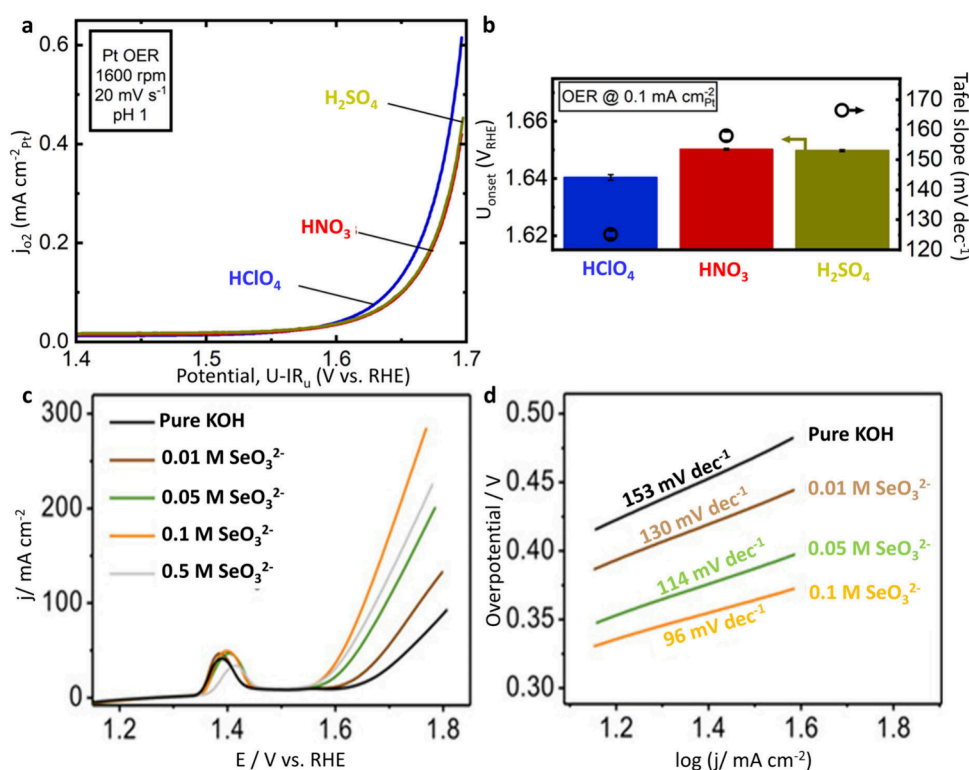 a
Pt OER
1600 rpm
20 mV s⁻¹
pH 1
H₂SO₄
HNO₃
HClO₄
j_o2 (mA cm⁻²_Pt)
0.6
0.4
0.2
0.0
1.4 1.5 1.6 1.7
Potential, U-IR_u (V vs. RHE)
b
OER @ 0.1 mA cm⁻²_Pt
U_onset (V_RHE)
1.66
1.64
1.62
HClO₄ HNO₃ H₂SO₄
170
160
150
140
130
120
Tafel slope (mV dec⁻¹)
c
Pure KOH
0.01 M SeO₃²⁻
0.05 M SeO₃²⁻
0.1 M SeO₃²⁻
0.5 M SeO₃²⁻
j/ mA cm⁻²
300
200
100
0
1.2 1.4 1.6 1.8
E / V vs. RHE
d
Overpotential / V
0.50
0.45
0.40
0.35
0.30
153 mV dec⁻¹
Pure KOH
130 mV dec⁻¹
0.01 M SeO₃²⁻
114 mV dec⁻¹
0.05 M SeO₃²⁻
96 mV dec⁻¹
0.1 M SeO₃²⁻
1.2 1.4 1.6 1.8
log (j/ mA cm⁻²)